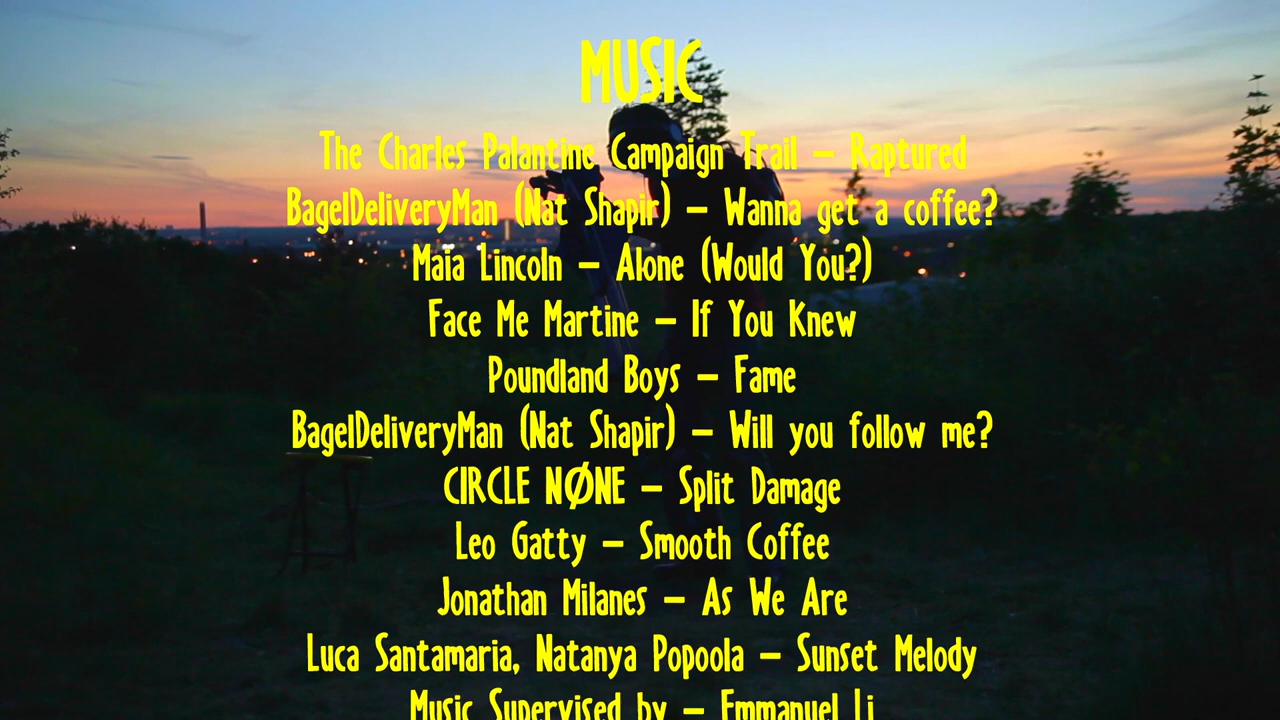 MUSIC
The Charles Palantine Campaign Trail – Raptured
BagelDeliveryMan (Nat Shapir) – Wanna get a coffee?
Maia Lincoln – Alone (Would You?)
Face Me Martine – If You Knew
Poundland Boys – Fame
BagelDeliveryMan (Nat Shapir) – Will you follow me?
CIRCLE NØNE – Split Damage
Leo Gatty – Smooth Coffee
Jonathan Milanes – As We Are
Luca Santamaria, Natanya Popoola – Sunset Melody
Music Supervised by – Emmanuel Li